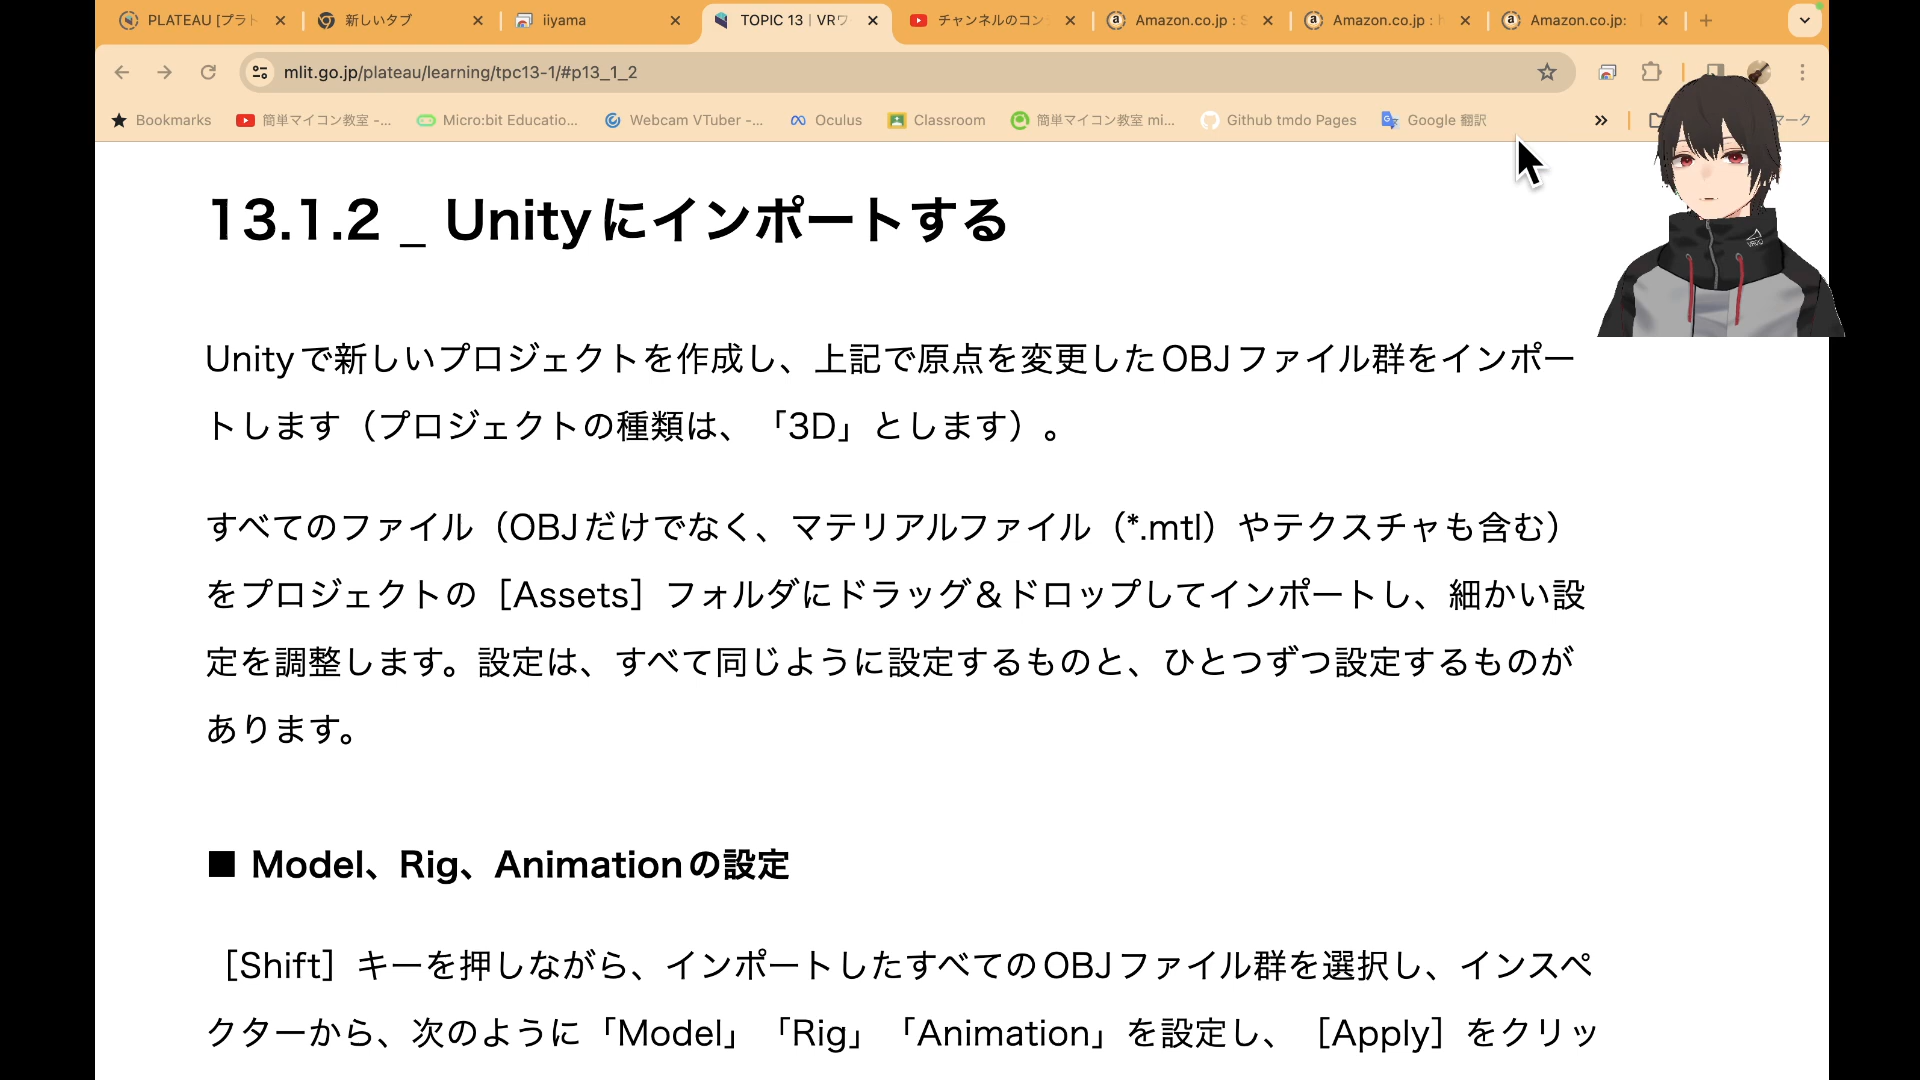 PLATEAU [プラト
新しいタブ
iiyama
TOPIC 13 | VRワ
チャンネルのコン
Amazon.co.jp : S
Amazon.co.jp : h
Amazon.co.jp:
mlit.go.jp/plateau/learning/tpc13-1/#p13_1_2
Bookmarks
簡単マイコン教室 -...
Micro:bit Educatio...
Webcam VTuber -...
Oculus
Classroom
簡単マイコン教室 mi...
Github tmdo Pages
Google 翻訳
マーク
13.1.2 _ Unityにインポートする
Unityで新しいプロジェクトを作成し、上記で原点を変更したOBJファイル群をインポー
トします（プロジェクトの種類は、「3D」とします）。
すべてのファイル（OBJだけでなく、マテリアルファイル（*.mtl）やテクスチャも含む）
をプロジェクトの［Assets］フォルダにドラッグ＆ドロップしてインポートし、細かい設
定を調整します。設定は、すべて同じように設定するものと、ひとつずつ設定するものが
あります。
■ Model、Rig、Animationの設定
［Shift］キーを押しながら、インポートしたすべてのOBJファイル群を選択し、インスペ
クターから、次のように「Model」「Rig」「Animation」を設定し、［Apply］をクリッ